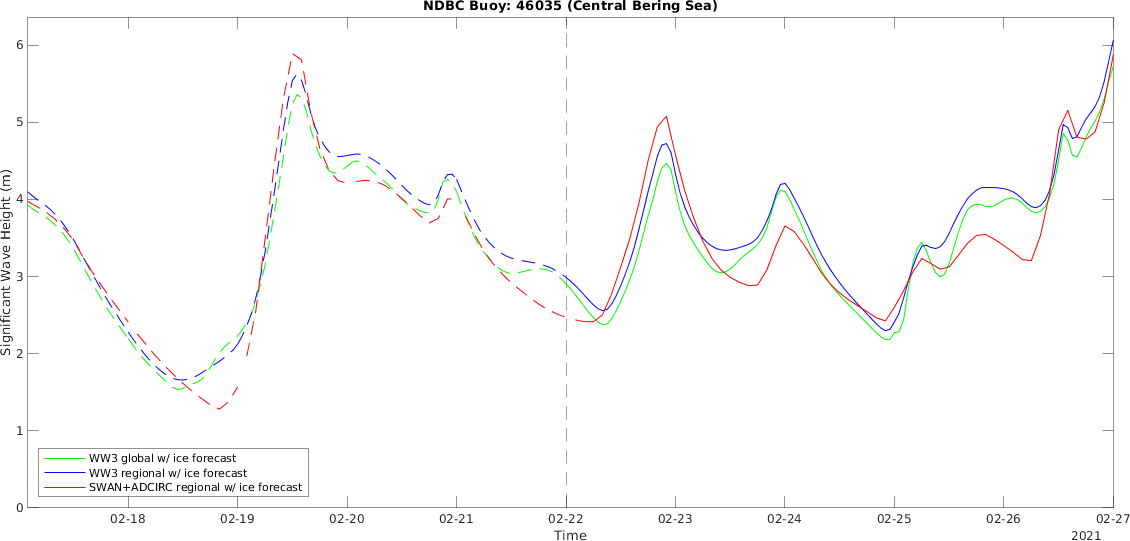 NDBC Buoy: 46035 (Central Bering Sea)
Significant Wave Height (m)
6
5
4
3
2
1
0
WW3 global w/ ice forecast
WW3 regional w/ ice forecast
SWAN+ADCIRC regional w/ ice forecast
02-18 02-19 02-20 02-21 02-22 02-23 02-24 02-25 02-26 02-27
Time
2021